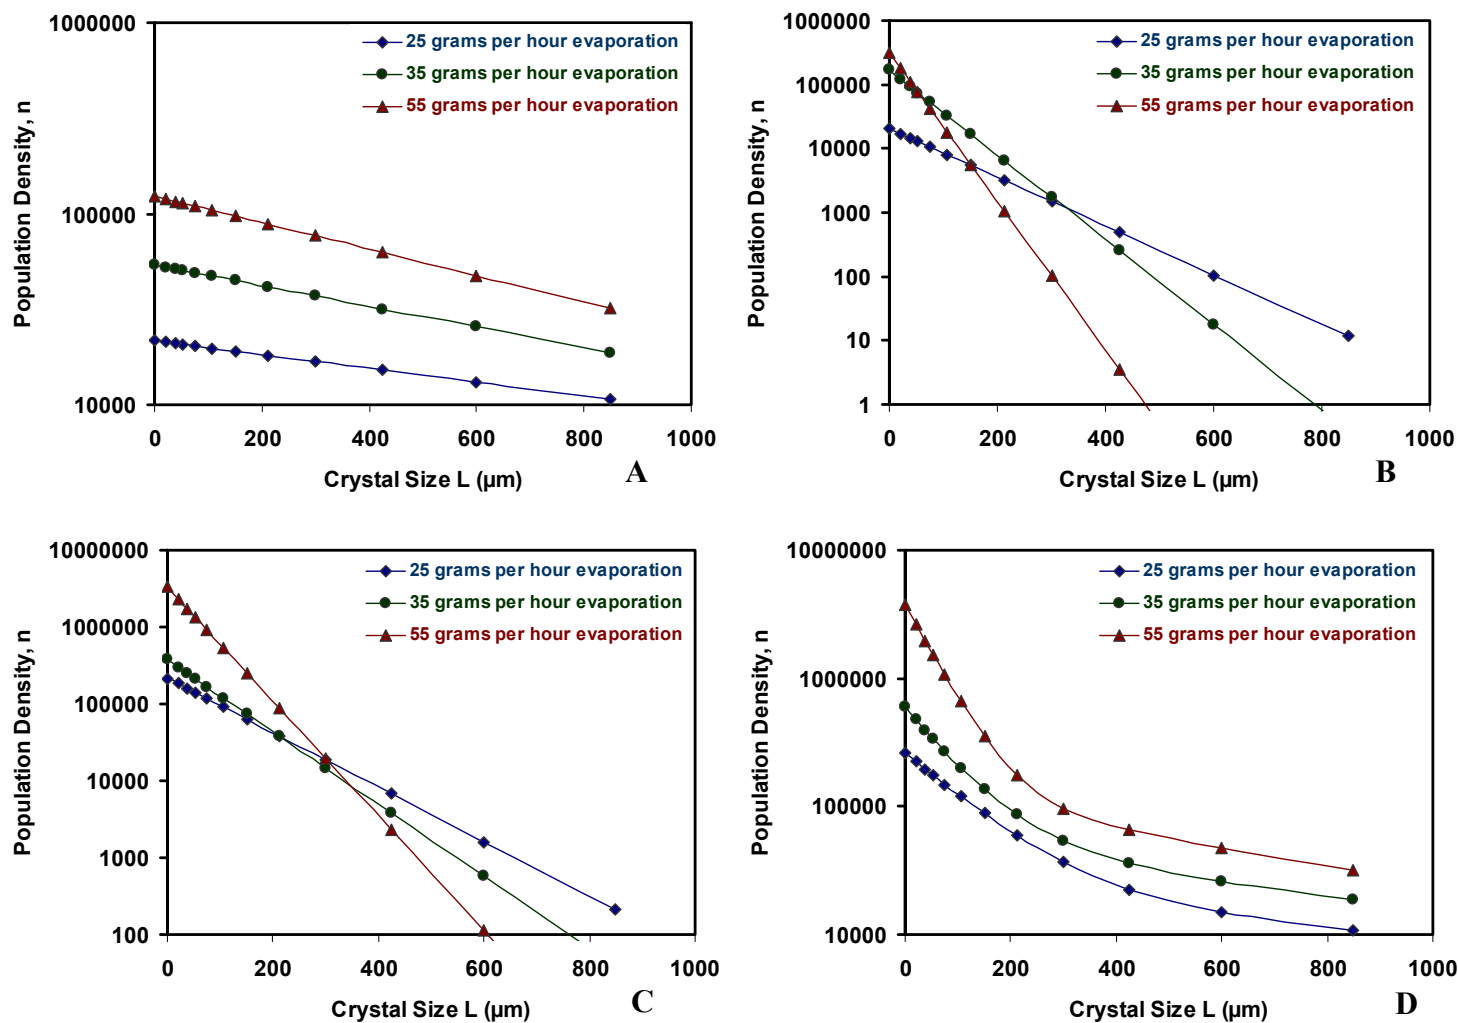 1000000
100000
10000
Population Density, n
25 grams per hour evaporation
35 grams per hour evaporation
55 grams per hour evaporation
0 200 400 600 800 1000
Crystal Size L (µm)
A
1000000
100000
10000
1000
100
10
1
Population Density, n
25 grams per hour evaporation
35 grams per hour evaporation
55 grams per hour evaporation
0 200 400 600 800 1000
Crystal Size L (µm)
B
10000000
1000000
100000
10000
1000
100
Population Density, n
25 grams per hour evaporation
35 grams per hour evaporation
55 grams per hour evaporation
0 200 400 600 800 1000
Crystal Size L (µm)
C
10000000
1000000
100000
10000
Population Density, n
25 grams per hour evaporation
35 grams per hour evaporation
55 grams per hour evaporation
0 200 400 600 800 1000
Crystal Size L (µm)
D